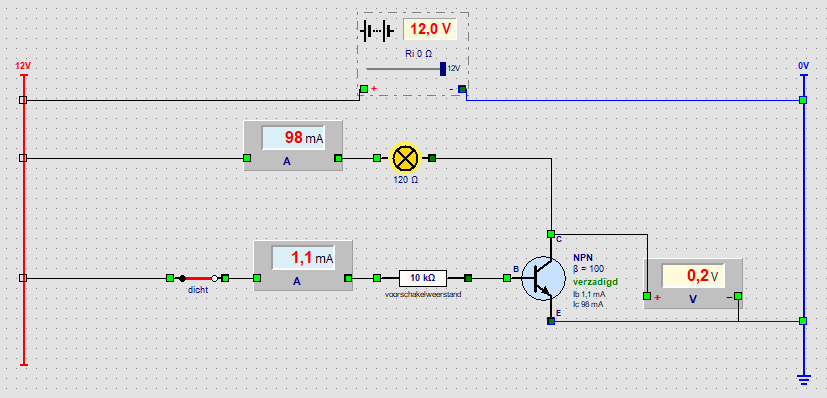 12,0 V
Ri 0 Ω
12V
12V
0V
+
-
98 mA
A
120 Ω
C
1,1 mA
A
dicht
10 kΩ
voorschakelweerstand
B
E
NPN
β = 100
verzadigd
Ib 1,1 mA
Ic 98 mA
0,2 V
+
V
–